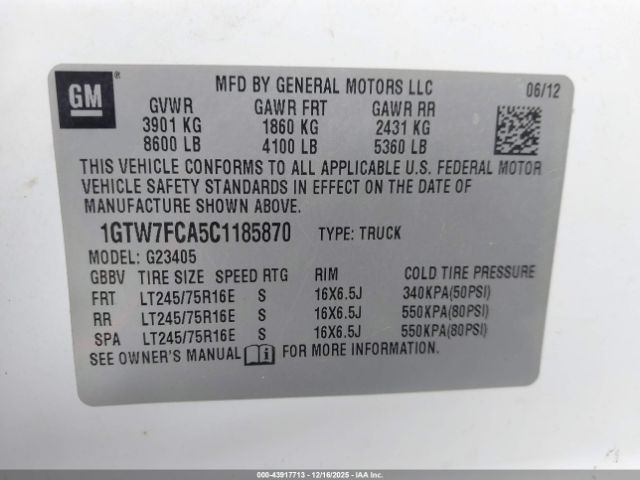 GM
MFD BY GENERAL MOTORS LLC 06/12
GVWR GAWR FRT GAWR RR
3901 KG 1860 KG 2431 KG
8600 LB 4100 LB 5360 LB
THIS VEHICLE CONFORMS TO ALL APPLICABLE U.S. FEDERAL MOTOR
VEHICLE SAFETY STANDARDS IN EFFECT ON THE DATE OF
MANUFACTURE SHOWN ABOVE.
1GTW7FCA5C1185870 TYPE: TRUCK
MODEL: G23405
GBBV TIRE SIZE SPEED RTG RIM COLD TIRE PRESSURE
FRT LT245/75R16E S 16X6.5J 340KPA(50PSI)
RR LT245/75R16E S 16X6.5J 550KPA(80PSI)
SPA LT245/75R16E S 16X6.5J 550KPA(80PSI)
SEE OWNER'S MANUAL FOR MORE INFORMATION.
000-43917713 - 12/16/2025 - IAAI.CA